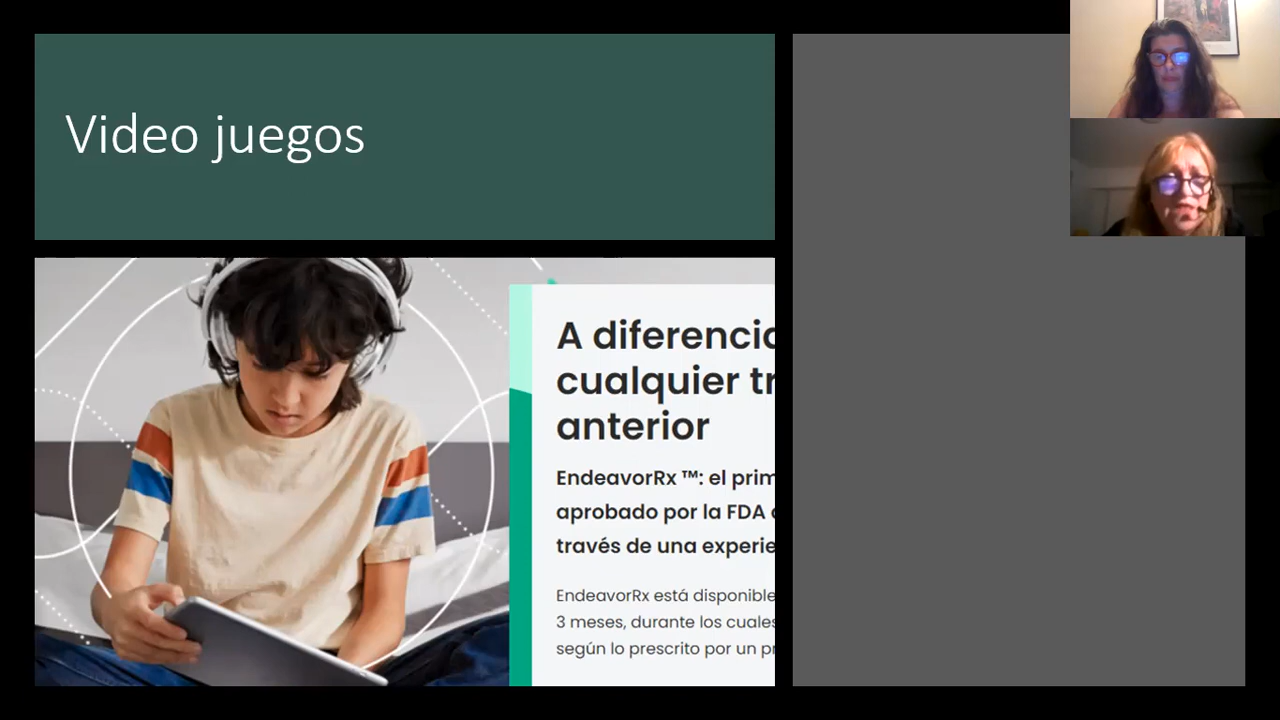 Video juegos
A diferencia
cualquier tr
anterior
EndeavorRx ™: el prim
aprobado por la FDA
través de una experie
EndeavorRx está disponible
3 meses, durante los cuales
según lo prescrito por un pr